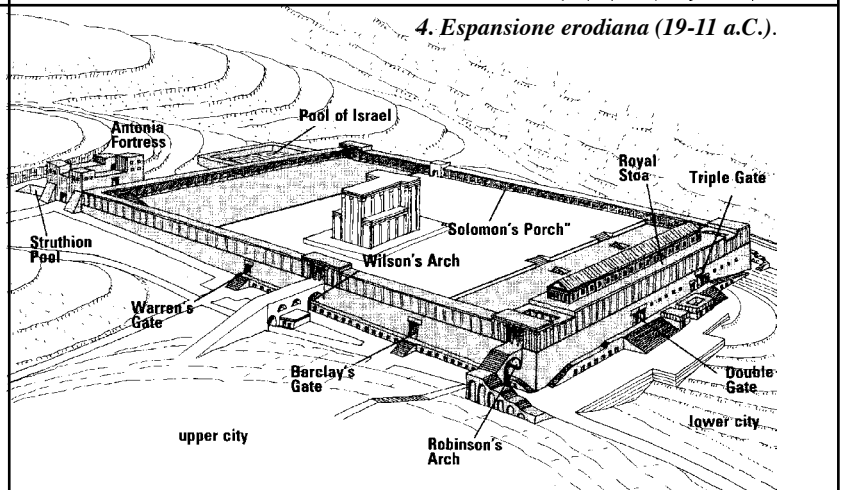 4. Espansione erodiana (19-11 a.C.).
Pool of Israel
Antonia
Fortress
Royal
Stoa
Triple Gate
"Solomon's Porch"
Struthion
Pool
Wilson's Arch
Warren's
Gate
Barclay's
Gate
Double
Gate
lower city
upper city
Robinson's
Arch